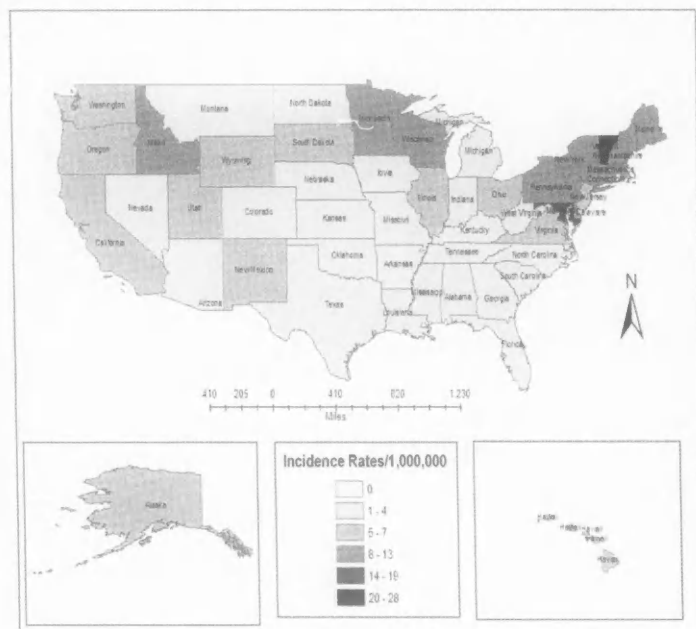 Washington
Montana
North Dakota
Minnesota
Michigan
Maine
Oregon
Idaho
Wyoming
South Dakota
Wisconsin
Michigan
Nebraska
Iowa
Pennsylvania
Nevada
Utah
Colorado
Kansas
Missouri
Illinois
Indiana
Ohio
West Virginia
Virginia
California
Kentucky
Arizona
New Mexico
Oklahoma
Arkansas
Tennessee
North Carolina
South Carolina
Texas
Louisiana
Mississippi
Alabama
Georgia
Florida
N
410 205 0 410 820 1,230
Miles
Alaska
Incidence Rates/1,000,000
0
1 - 4
5 - 7
8 - 13
14 - 19
20 - 28